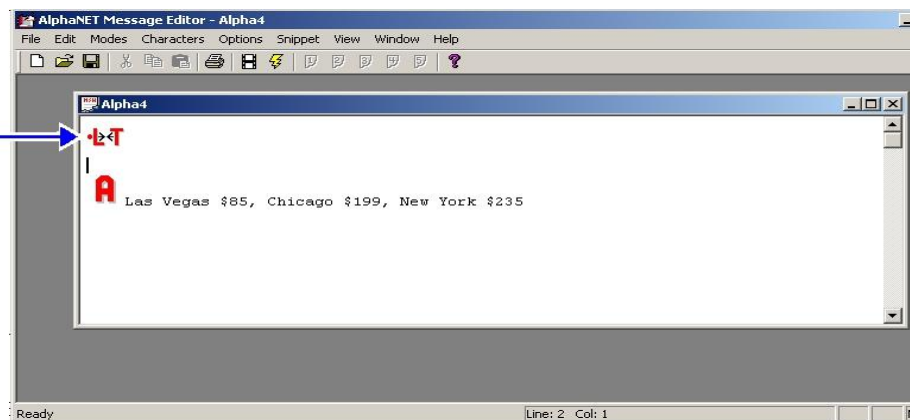 AlphaNET Message Editor - Alpha4
File Edit Modes Characters Options Snippet View Window Help
Alpha4
A
Las Vegas $85, Chicago $199, New York $235
Ready Line: 2 Col: 1